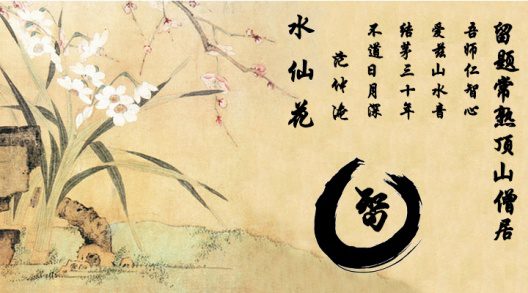 留题常熟顶山僧居
吾师仁智心
爱兹山水音
结茅三十年
不道日月深
范仲淹
水仙花